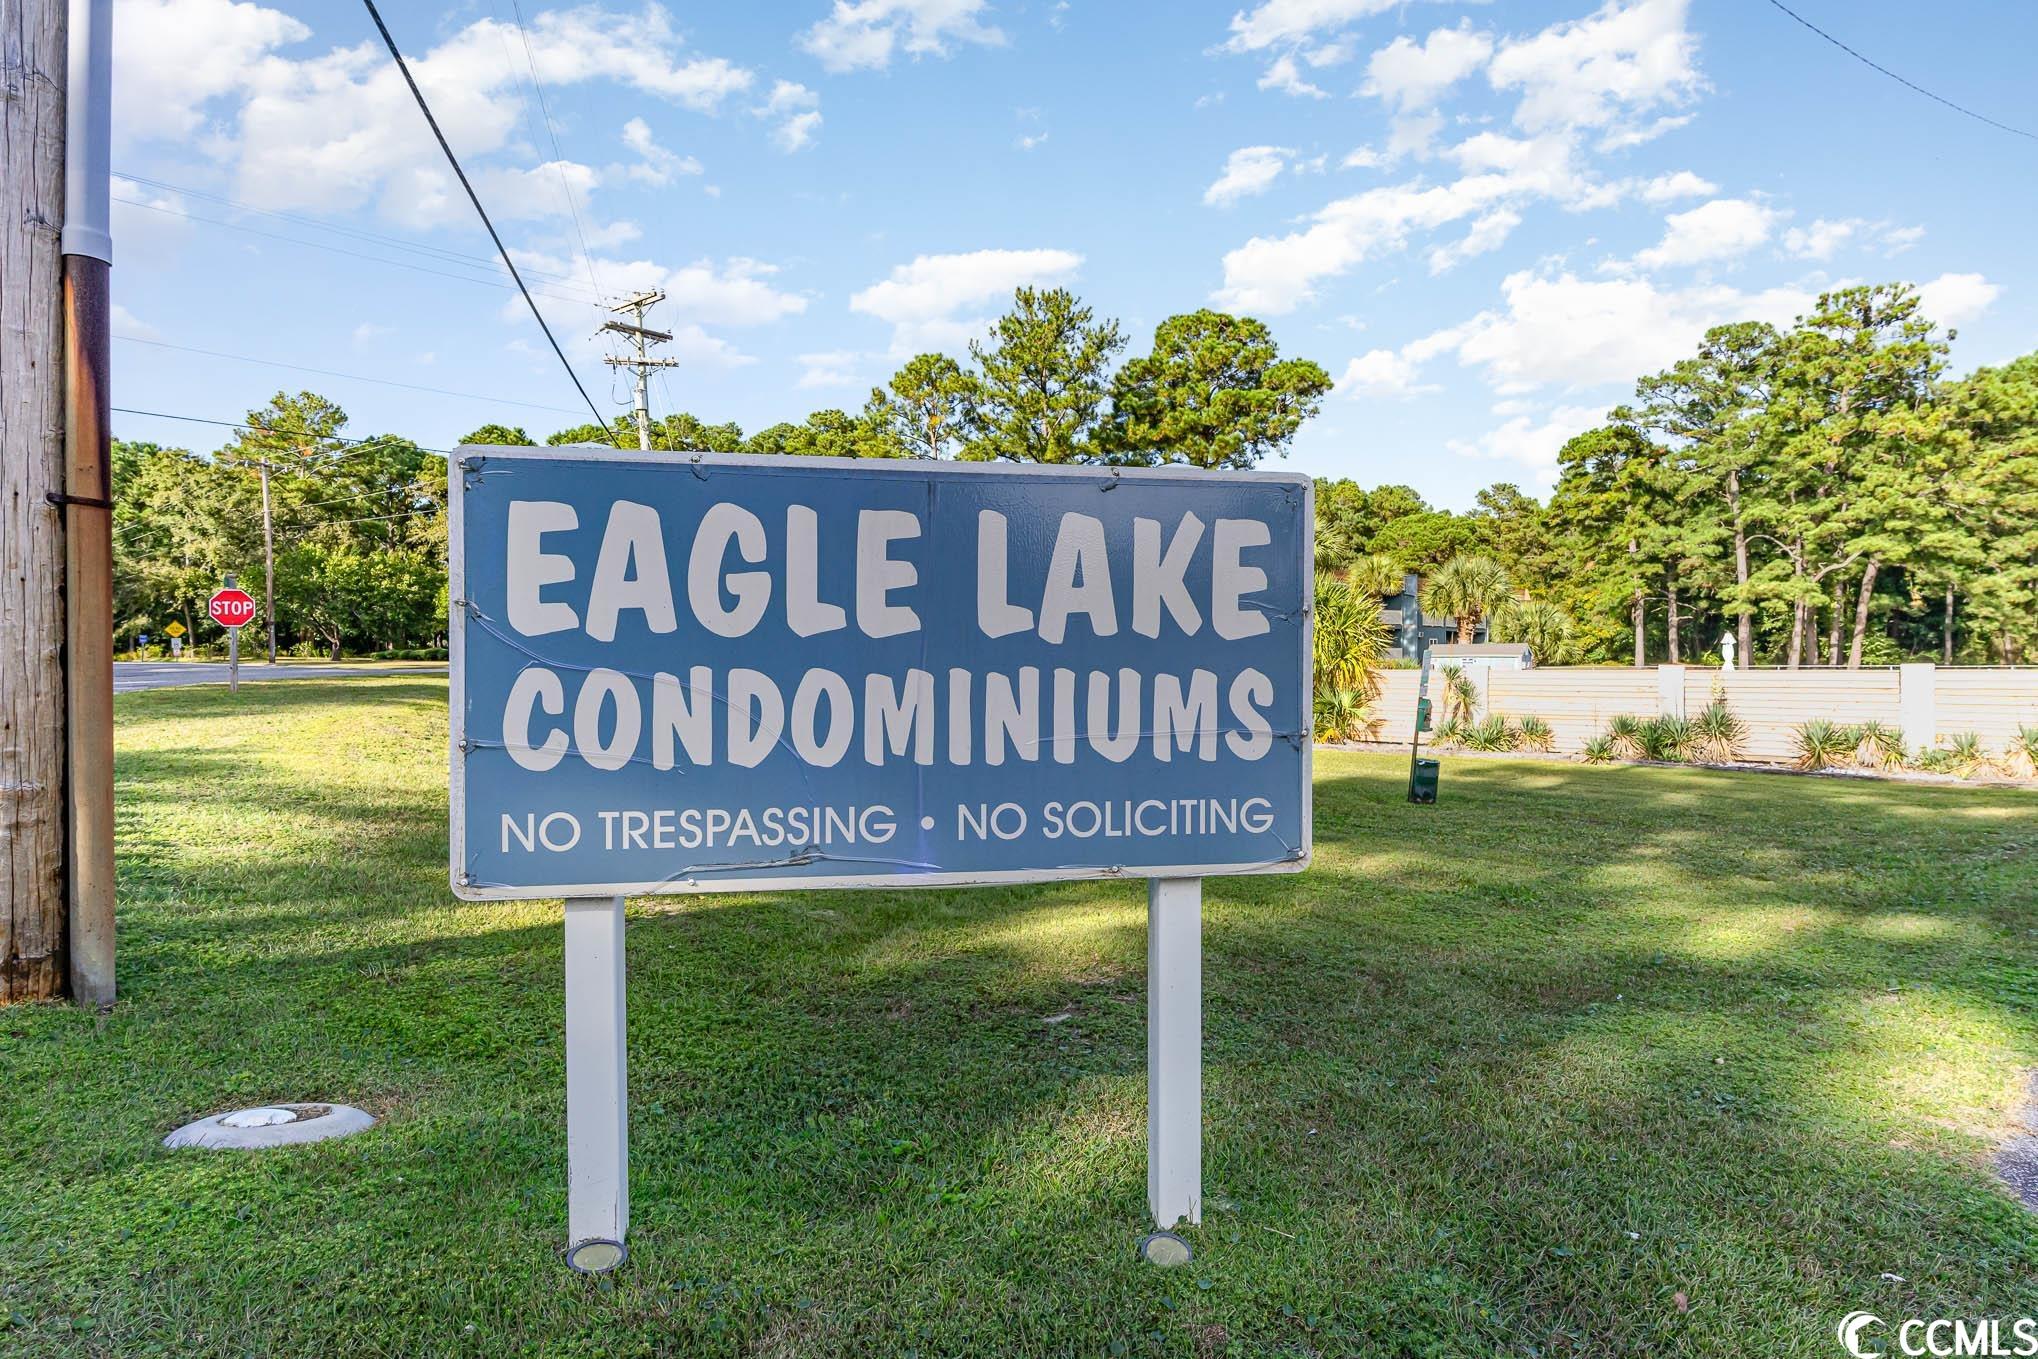 STOP
EAGLE LAKE
CONDOMINIUMS
NO TRESPASSING • NO SOLICITING
CCMLS